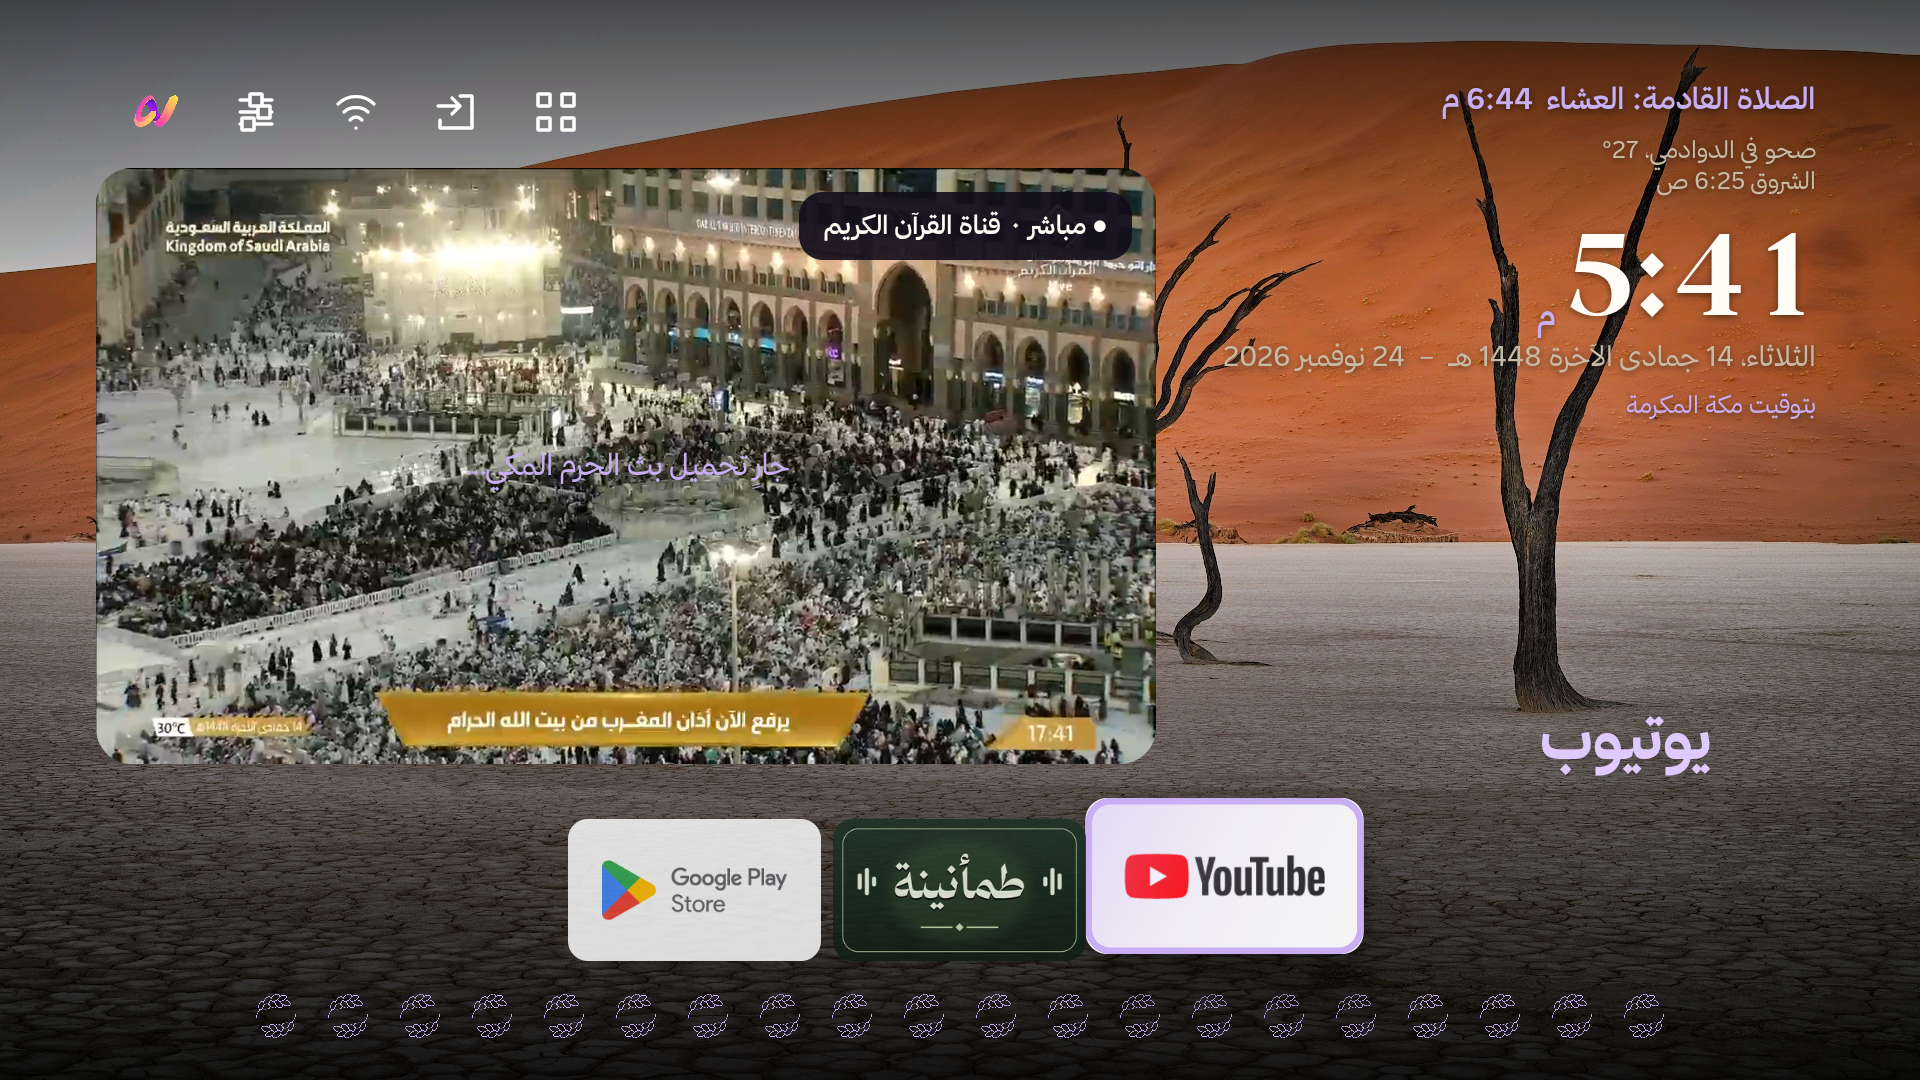 الصلاة القادمة: العشاء 6:44 م
صحو في الدوادمي، 27°
الشروق 6:25 ص
5:41 م
الثلاثاء، 14 جمادى الآخرة 1448 هـ – 24 نوفمبر 2026
بتوقيت مكة المكرمة
● مباشر · قناة القرآن الكريم
المملكة العربية السعودية
Kingdom of Saudi Arabia
القرآن الكريم
live
جار تحميل بث الحرم المكي...
يرفع الآن أذان المغرب من بيت الله الحرام
17:41
30°C
يوتيوب
YouTube
طمأنينة
Google Play
Store